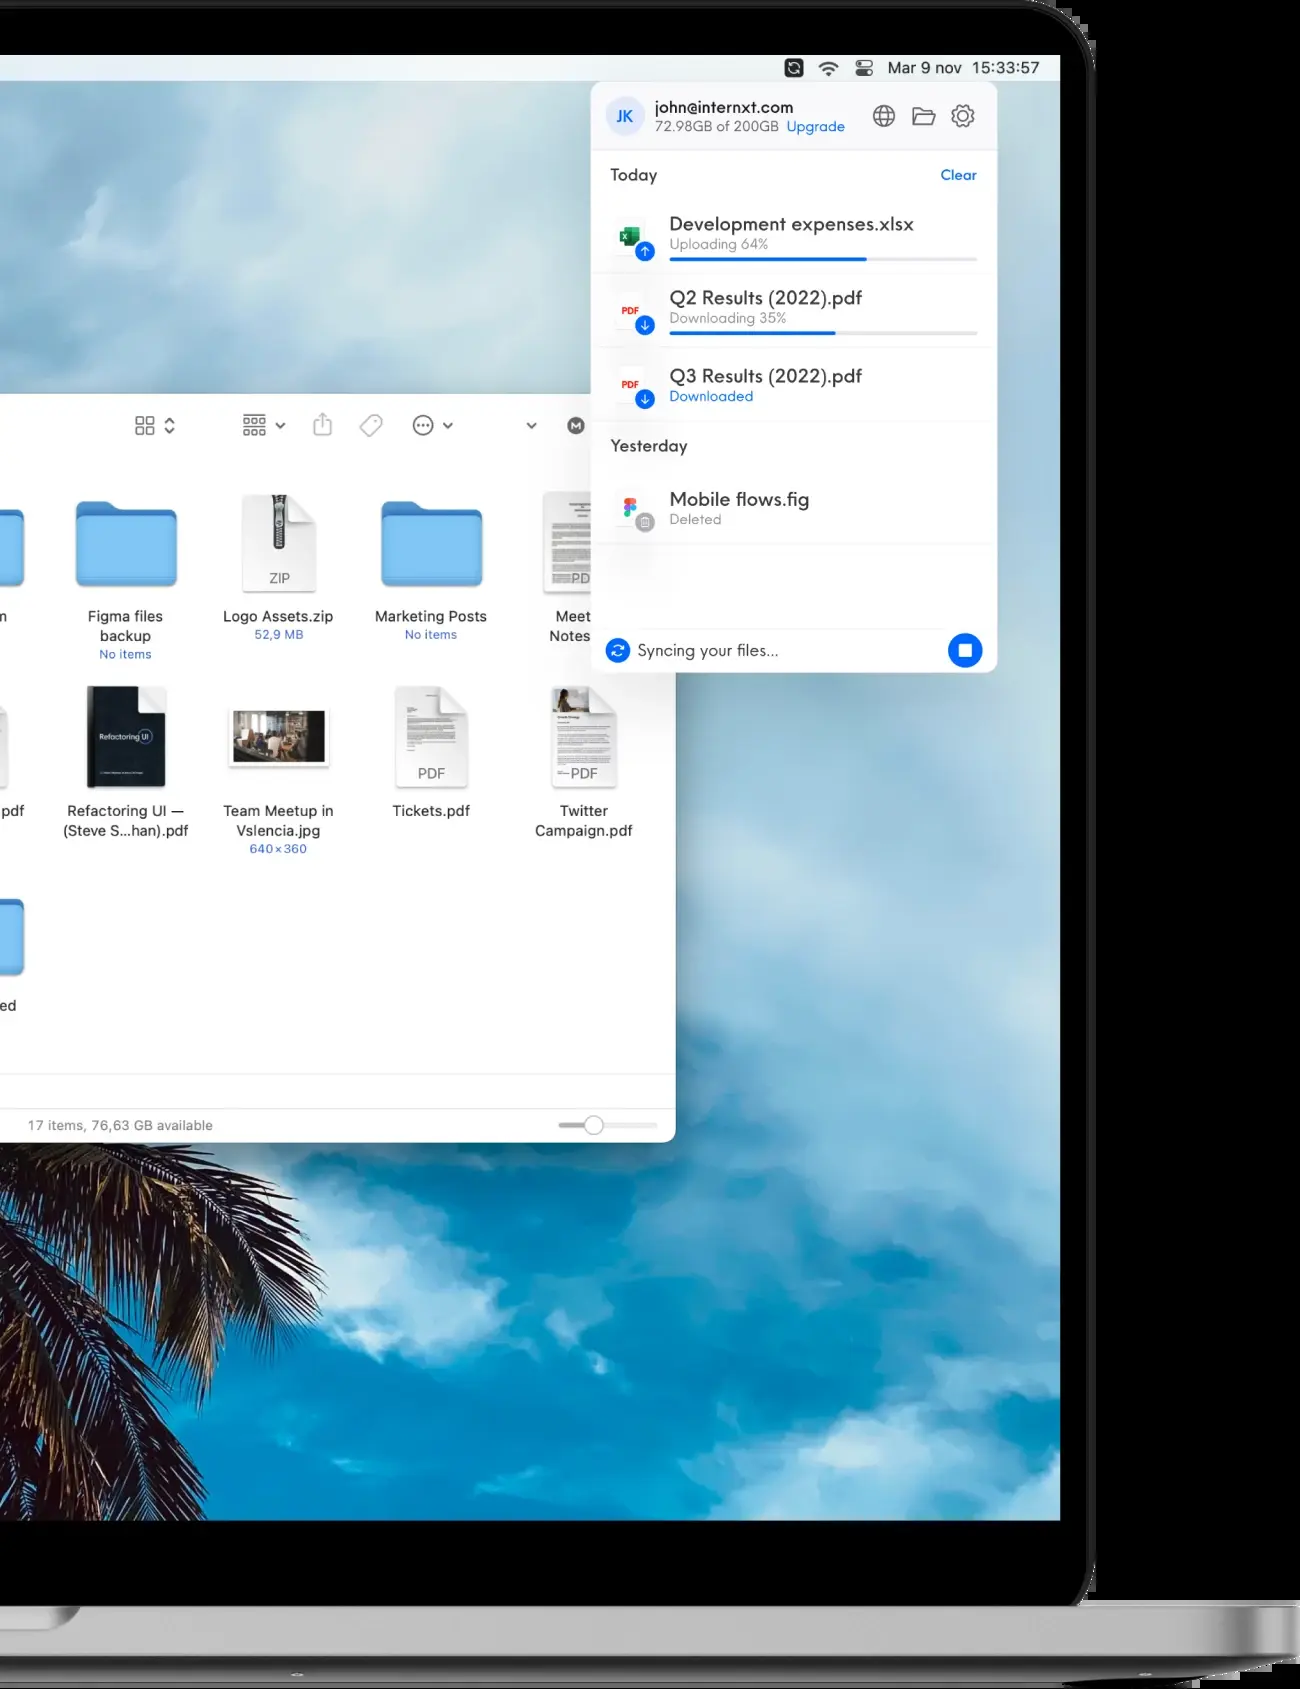 Mar 9 nov 15:33:57
JK
john@internxt.com
72.98GB of 200GB Upgrade
Today
Clear
Development expenses.xlsx
Uploading 64%
PDF
Q2 Results (2022).pdf
Downloading 35%
PDF
Q3 Results (2022).pdf
Downloaded
Yesterday
Mobile flows.fig
Deleted
Syncing your files...
M
ZIP
PD
m
Figma files
backup
No items
Logo Assets.zip
52,9 MB
Marketing Posts
No items
Meet
Notes
Refactoring UI
PDF
PDF
pdf
Refactoring UI —
(Steve S...han).pdf
Team Meetup in
Vslencia.jpg
640×360
Tickets.pdf
Twitter
Campaign.pdf
ed
17 items, 76,63 GB available